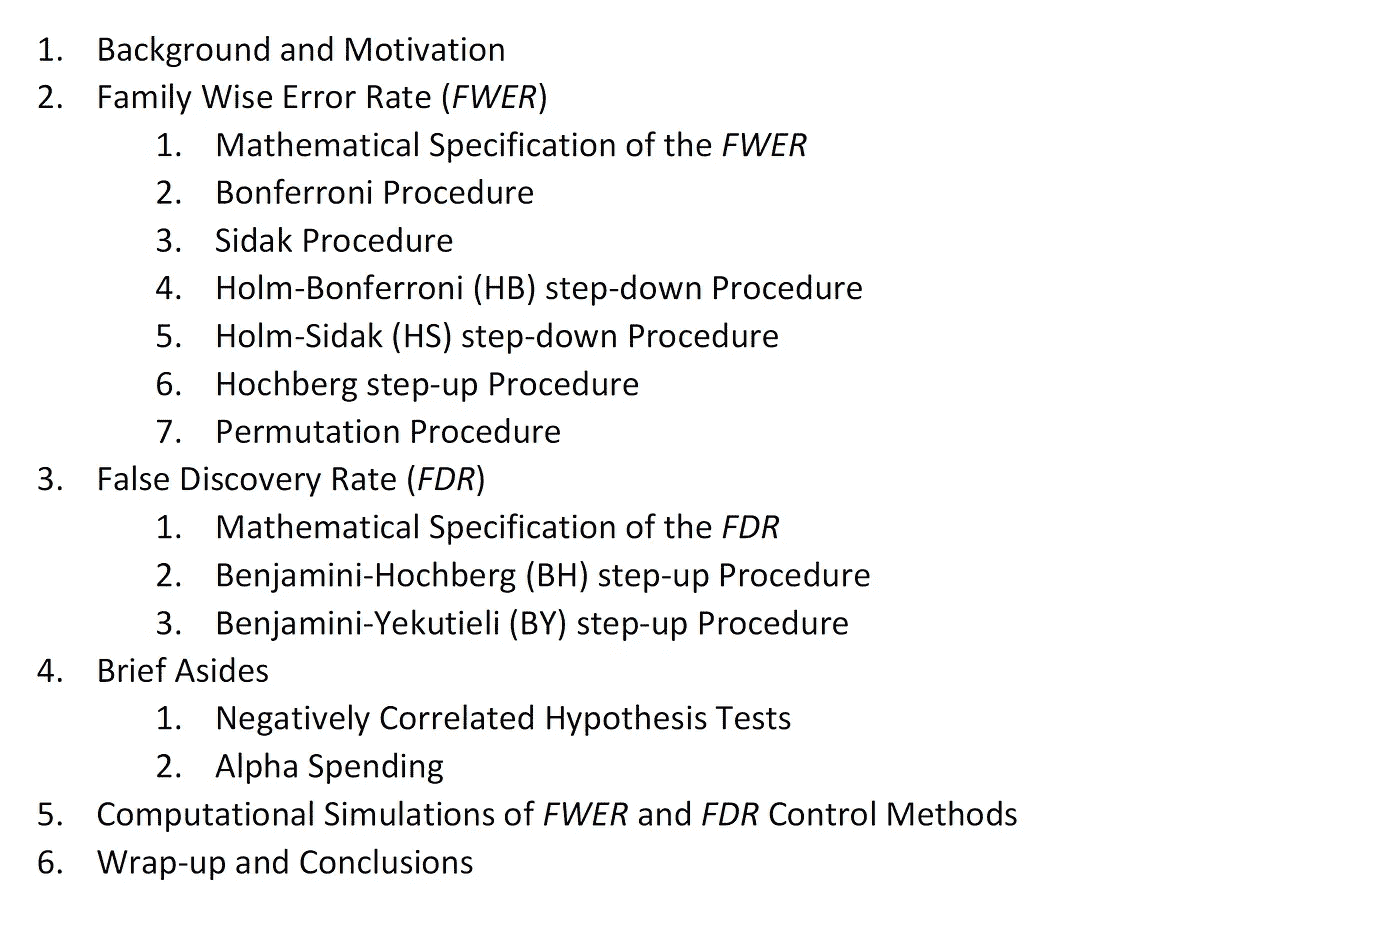 1. Background and Motivation
2. Family Wise Error Rate (FWER)
1. Mathematical Specification of the FWER
2. Bonferroni Procedure
3. Sidak Procedure
4. Holm-Bonferroni (HB) step-down Procedure
5. Holm-Sidak (HS) step-down Procedure
6. Hochberg step-up Procedure
7. Permutation Procedure
3. False Discovery Rate (FDR)
1. Mathematical Specification of the FDR
2. Benjamini-Hochberg (BH) step-up Procedure
3. Benjamini-Yekutieli (BY) step-up Procedure
4. Brief Asides
1. Negatively Correlated Hypothesis Tests
2. Alpha Spending
5. Computational Simulations of FWER and FDR Control Methods
6. Wrap-up and Conclusions